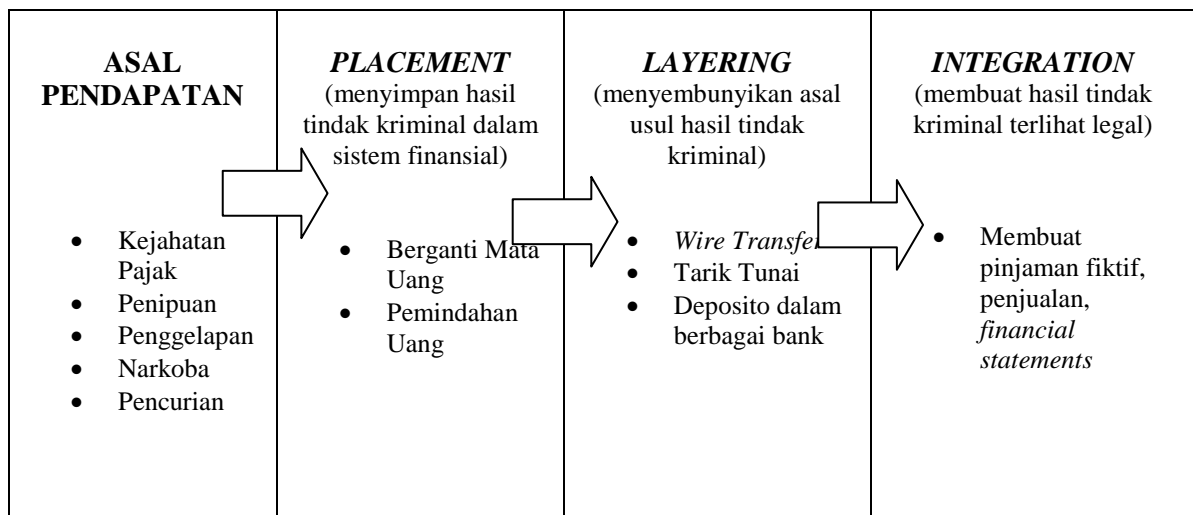 ASAL
PENDAPATAN
• Kejahatan
Pajak
• Penipuan
• Penggelapan
• Narkoba
• Pencurian
PLACEMENT
(menyimpan hasil
tindak kriminal dalam
sistem finansial)
• Berganti Mata
Uang
• Pemindahan
Uang
LAYERING
(menyembunyikan asal
usul hasil tindak
kriminal)
• Wire Transfer
• Tarik Tunai
• Deposito dalam
berbagai bank
INTEGRATION
(membuat hasil tindak
kriminal terlihat legal)
• Membuat
pinjaman fiktif,
penjualan,
financial
statements